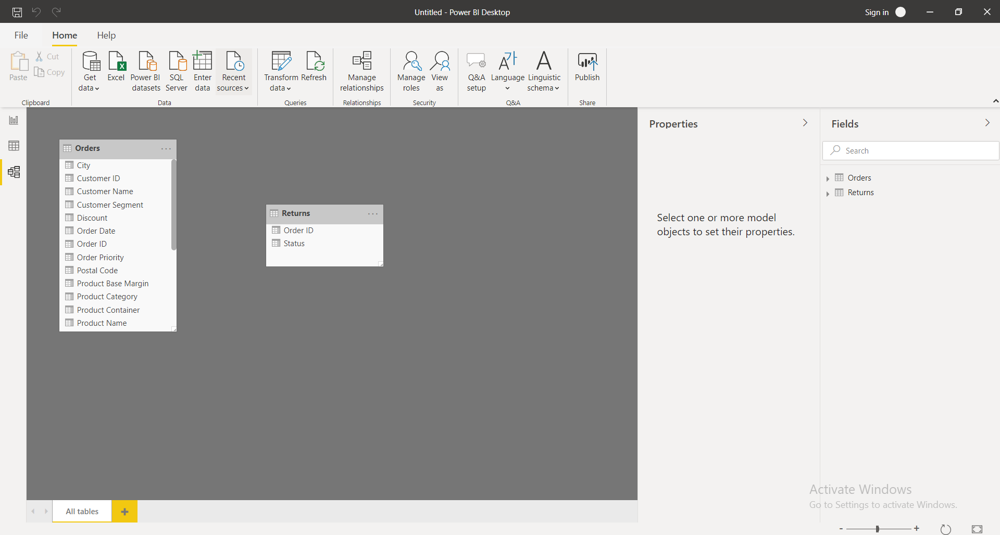 Untitled - Power BI Desktop
Sign in
File Home Help
Paste
Cut
Copy
Clipboard
Get data
Excel
Power BI datasets
SQL Server
Enter data
Recent sources
Data
Transform data
Refresh
Queries
Manage relationships
Relationships
Manage roles
View as
Security
Q&A setup
Language
Linguistic schema
Q&A
Publish
Share
Orders
City
Customer ID
Customer Name
Customer Segment
Discount
Order Date
Order ID
Order Priority
Postal Code
Product Base Margin
Product Category
Product Container
Product Name
Returns
Order ID
Status
Properties
Select one or more model
objects to set their properties.
Fields
Search
Orders
Returns
Activate Windows
Go to Settings to activate Windows.
All tables